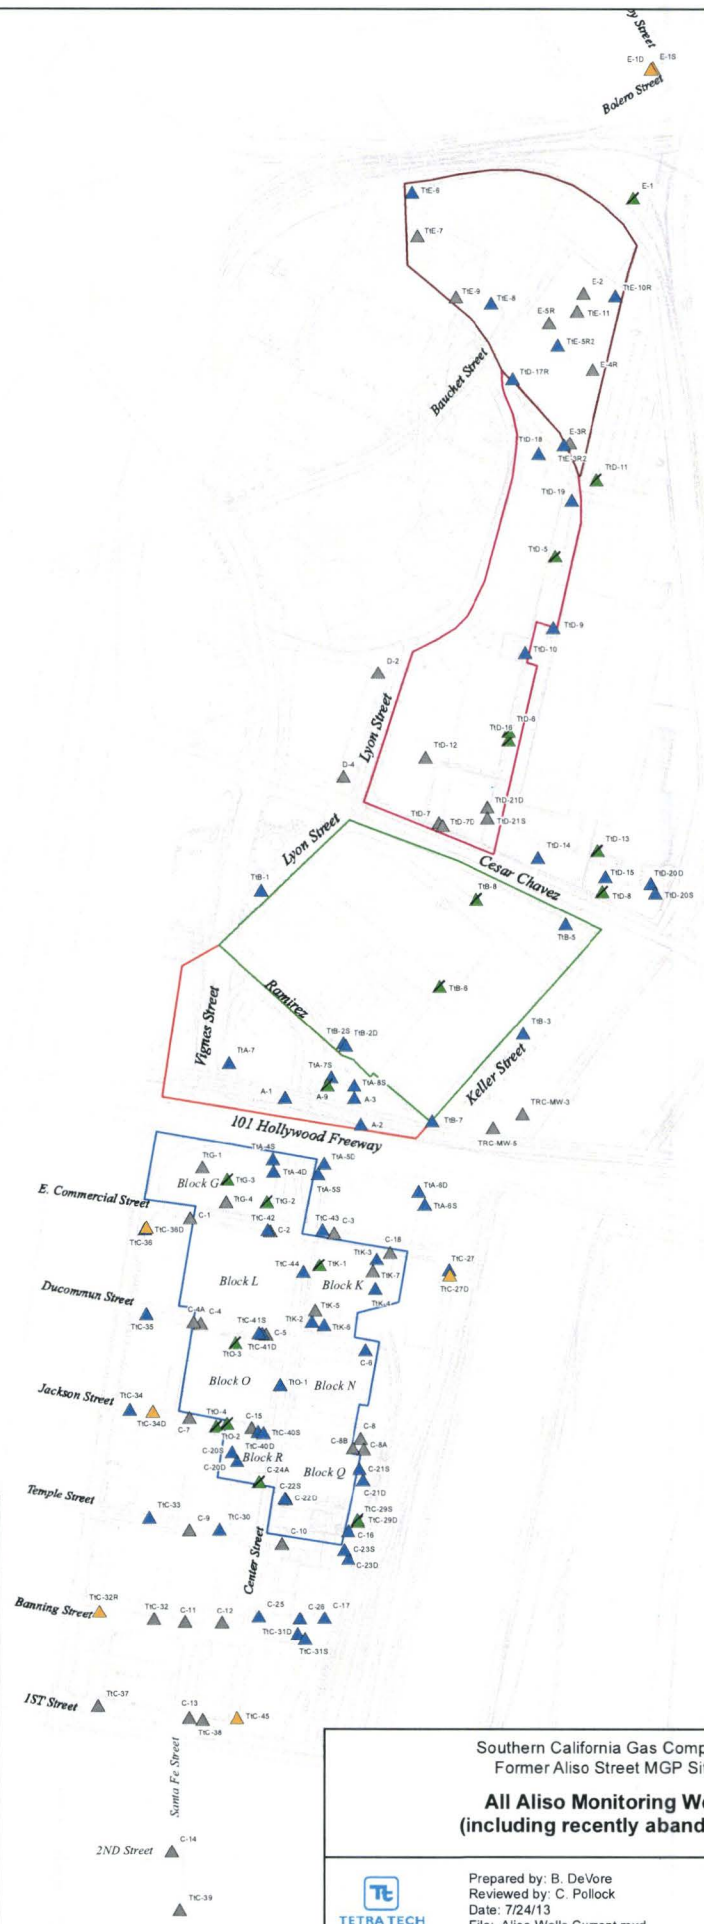 by Street
E-1D
E-1S
Bolero Street
TtE-6
E-1
TtE-7
TtE-9
TtE-8
E-2
TtE-10R
TtE-11
E-5R
TtE-5R2
E-4R
Bauchet Street
TtD-17R
E-3R
TtD-18
TtE-3R2
TtD-11
TtD-19
TtD-5
TtD-9
TtD-10
D-2
Lyon Street
TtD-16
TtD-6
TtD-12
D-4
TtD-21D
TtD-7
TtD-7D
TtD-21S
Lyon Street
Cesar Chavez
TtD-14
TtD-13
TtB-1
TtB-8
TtD-15
TtD-20D
TtD-8
TtD-20S
TtB-5
TtB-6
Ramirez
Vignes Street
TtB-2S
TtB-2D
TtB-3
TtA-7
TtA-7S
TtA-8S
Keller Street
A-1
A-9
A-3
A-2
TtB-7
TRC-MW-3
TRC-MW-5
101 Hollywood Freeway
TtG-1
TtA-4S
TtA-5D
Block G
TtG-3
TtA-4D
TtA-5S
TtA-6D
E. Commercial Street
TtG-4
TtG-2
TtA-6S
TtC-36D
TtC-36
C-1
TtC-42
C-2
TtC-43
C-3
C-18
TtK-3
TtC-44
TtK-1
TtK-7
TtC-27
TtC-27D
Block L
Block K
TtK-4
Ducommun Street
TtC-35
C-4A
C-4
TtK-5
TtC-41S
C-5
TtK-2
TtK-6
TtO-3
TtC-41D
C-6
Block O
TtO-1
Block N
Jackson Street
TtC-34
TtC-34D
C-7
TtO-4
TtO-2
C-15
TtC-40S
C-8
C-8B
C-8A
C-20S
TtC-40D
C-20D
Block R
Block Q
C-21S
C-24A
C-21D
Temple Street
C-22S
C-22D
TtC-33
C-9
TtC-30
TtC-29S
TtC-29D
C-10
C-16
C-23S
C-23D
Center Street
Banning Street
TtC-32R
TtC-32
C-11
C-12
C-25
C-26
C-17
TtC-31D
TtC-31S
1ST Street
TtC-37
C-13
TtC-38
TtC-45
Santa Fe Street
2ND Street
C-14
TtC-39
Southern California Gas Comp
Former Aliso Street MGP Sit
All Aliso Monitoring We
(including recently aband
Tt
TETRA TECH
Prepared by: B. DeVore
Reviewed by: C. Pollock
Date: 7/24/13
File: Aliso Wells Current.mxd